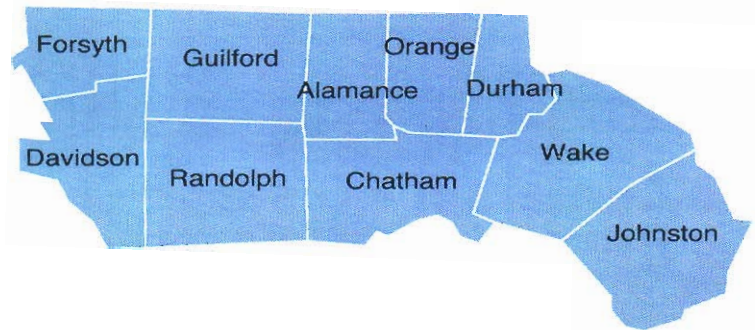 Forsyth
Guilford
Orange
Alamance
Durham
Davidson
Randolph
Chatham
Wake
Johnston